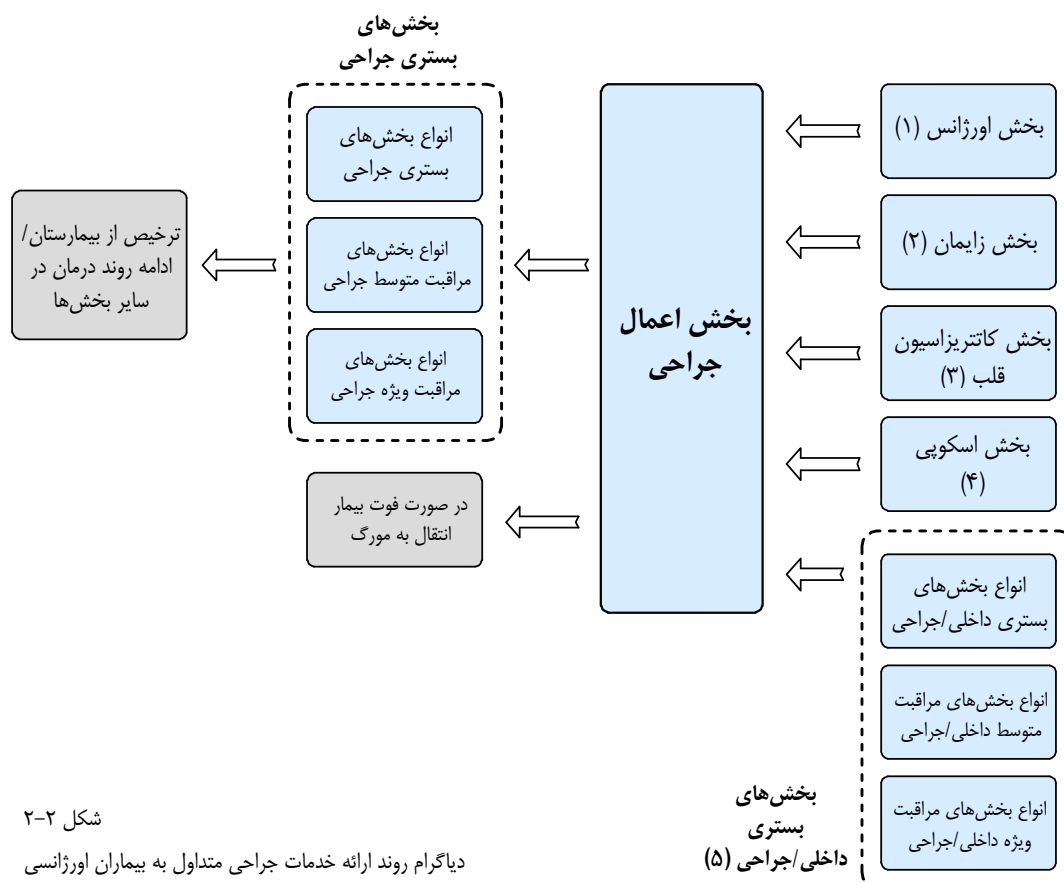 بخش‌های
بستری جراحی
بخش اورژانس (۱)
بخش زایمان (۲)
بخش کاتتریزاسیون
قلب (۳)
بخش اسکوپی
(۴)
انواع بخش‌های
بستری داخلی/جراحی
انواع بخش‌های مراقبت
متوسط داخلی/جراحی
انواع بخش‌های مراقبت
ویژه داخلی/جراحی
بخش‌های
بستری
داخلی/جراحی (۵)
بخش اعمال
جراحی
انواع بخش‌های
بستری جراحی
انواع بخش‌های
مراقبت متوسط جراحی
انواع بخش‌های
مراقبت ویژه جراحی
در صورت فوت بیمار
انتقال به مورگ
ترخیص از بیمارستان/
ادامه روند درمان در
سایر بخش‌ها
شکل ۲-۲
دیاگرام روند ارائه خدمات جراحی متداول به بیماران اورژانسی